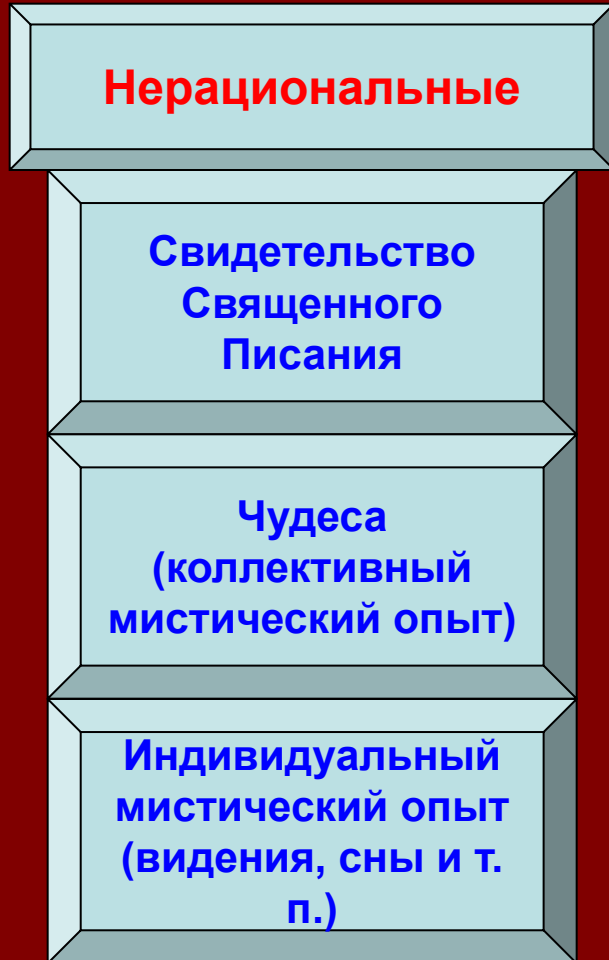 Нерациональные
Свидетельство
Священного
Писания
Чудеса
(коллективный
мистический опыт)
Индивидуальный
мистический опыт
(видения, сны и т.
п.)